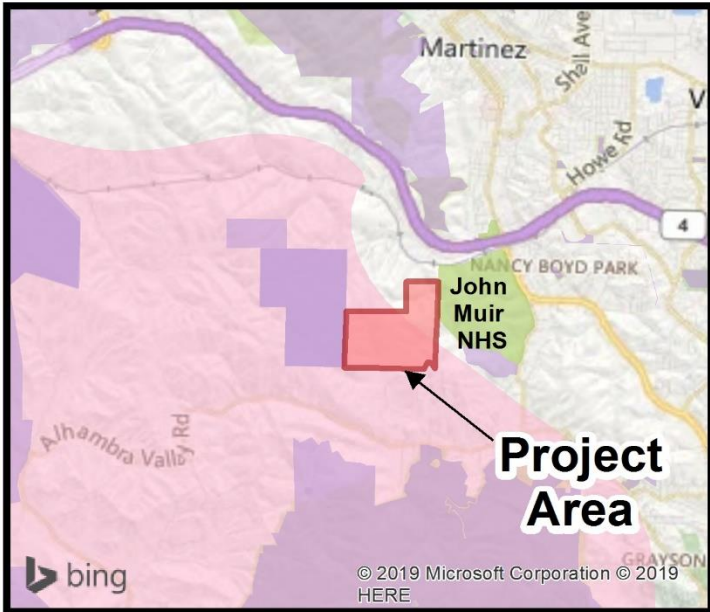 Martinez
Shell Ave
V
Howe Rd
4
NANCY BOYD PARK
John
Muir
NHS
Alhambra Valley Rd
Project
Area
GRAYSON
bing
© 2019 Microsoft Corporation © 2019
HERE